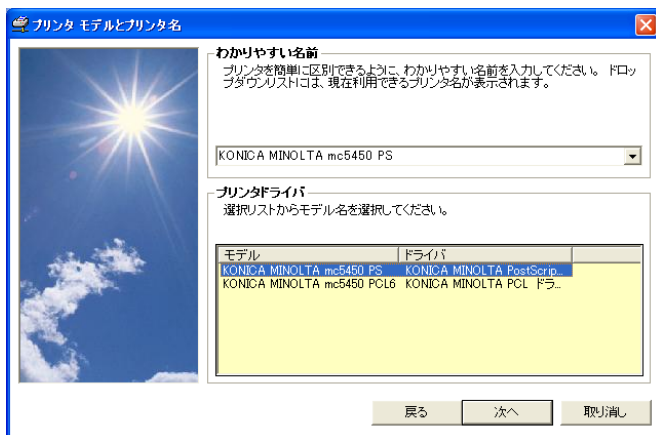 プリンタ モデルとプリンタ名
わかりやすい名前
プリンタを簡単に区別できるように、わかりやすい名前を入力してください。 ドロッ
プダウンリストには、現在利用できるプリンタ名が表示されます。
KONICA MINOLTA mc5450 PS
プリンタドライバ
選択リストからモデル名を選択してください。
モデル ドライバ
KONICA MINOLTA mc5450 PS KONICA MINOLTA PostScrip...
KONICA MINOLTA mc5450 PCL6 KONICA MINOLTA PCL ドラ...
戻る 次へ 取り消し